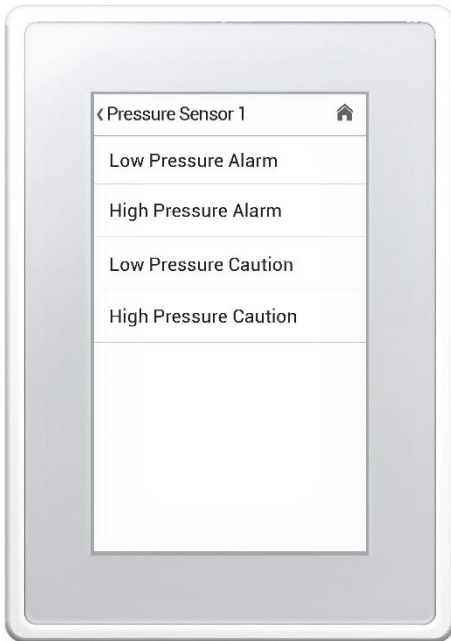 Pressure Sensor 1
Low Pressure Alarm
High Pressure Alarm
Low Pressure Caution
High Pressure Caution